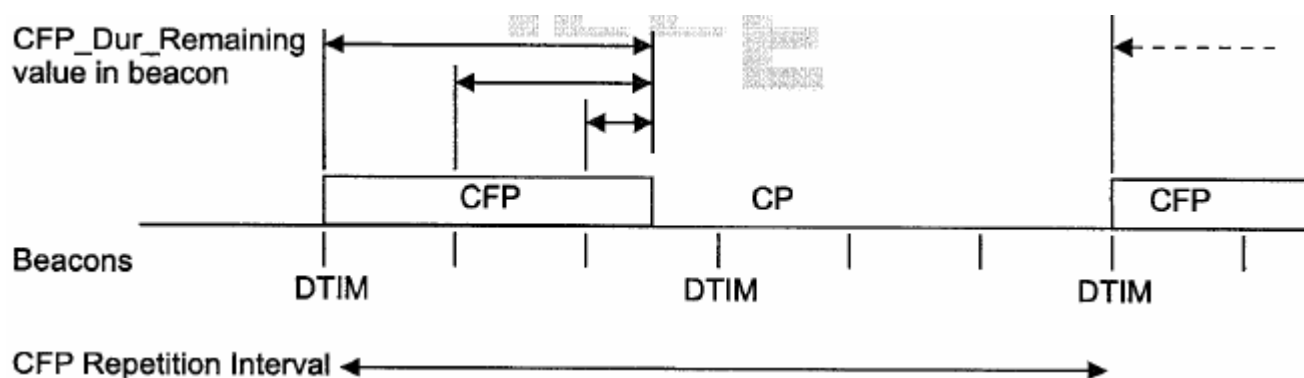 CFP_Dur_Remaining
value in beacon
CFP
CP
CFP
Beacons
DTIM
DTIM
DTIM
CFP Repetition Interval